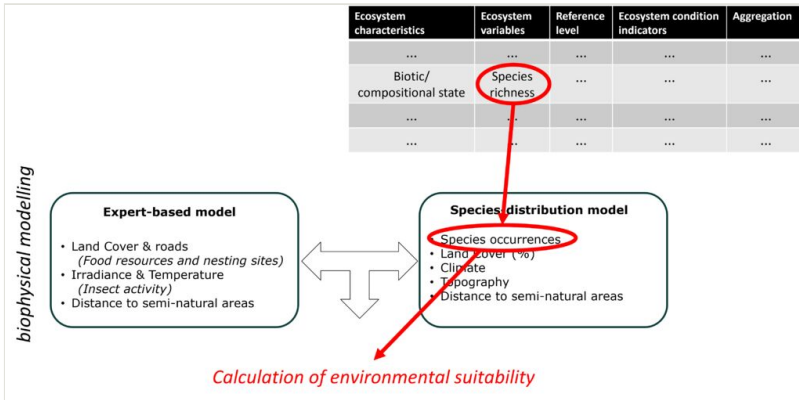 Ecosystem characteristics Ecosystem variables Reference level Ecosystem condition indicators Aggregation
... ... ... ... ...
Biotic/ compositional state Species richness ... ... ...
... ... ... ... ...
... ... ... ... ...
biophysical modelling
Expert-based model
• Land Cover & roads
(Food resources and nesting sites)
• Irradiance & Temperature
(Insect activity)
• Distance to semi-natural areas
Species distribution model
• Species occurrences
• Land Cover (%)
• Climate
• Topography
• Distance to semi-natural areas
Calculation of environmental suitability